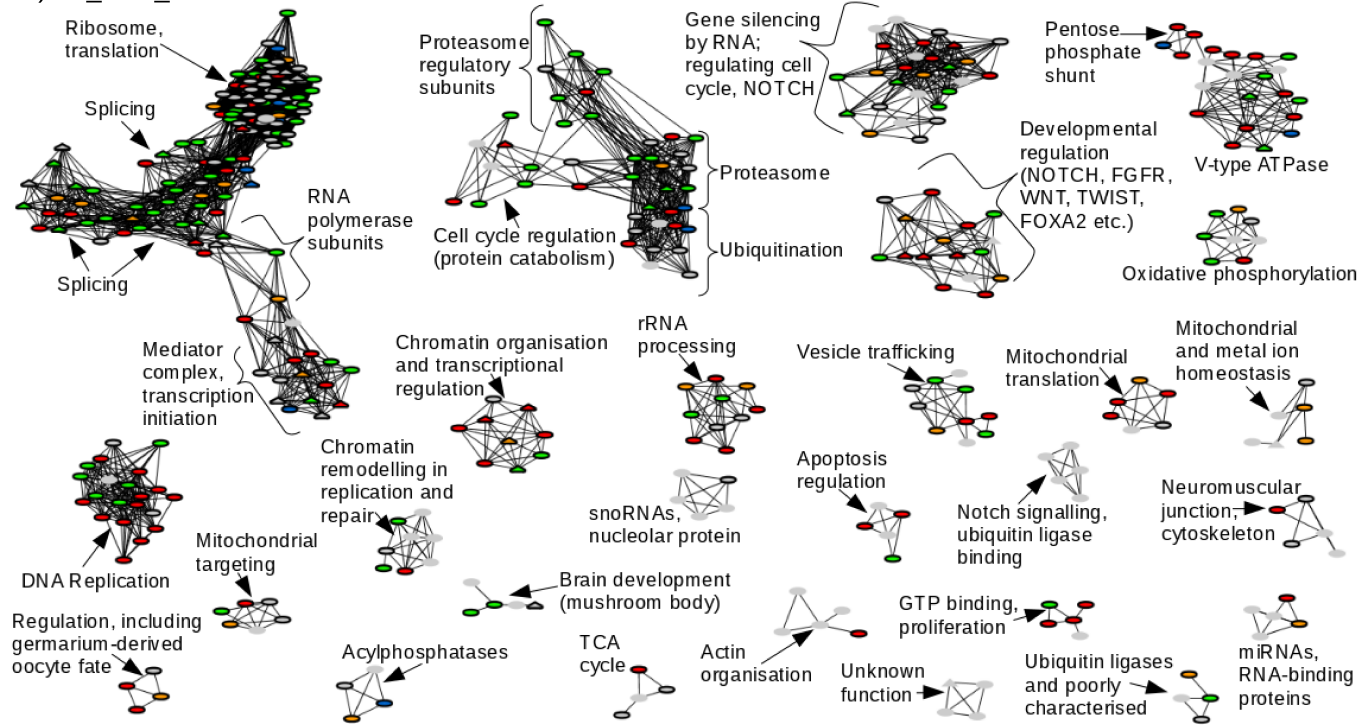 Ribosome,
translation
Splicing
Splicing
RNA
polymerase
subunits
Mediator
complex,
transcription
initiation
Proteasome
regulatory
subunits
Cell cycle regulation
(protein catabolism)
Proteasome
Ubiquitination
Gene silencing
by RNA;
regulating cell
cycle, NOTCH
Pentose
phosphate
shunt
V-type ATPase
Developmental
regulation
(NOTCH, FGFR,
WNT, TWIST,
FOXA2 etc.)
Oxidative phosphorylation
Chromatin organisation
and transcriptional
regulation
rRNA
processing
Vesicle trafficking
Mitochondrial
translation
Mitochondrial
and metal ion
homeostasis
DNA Replication
Chromatin
remodelling in
replication and
repair
snoRNAs,
nucleolar protein
Apoptosis
regulation
Notch signalling,
ubiquitin ligase
binding
Neuromuscular
junction,
cytoskeleton
Mitochondrial
targeting
Brain development
(mushroom body)
Regulation, including
germarium-derived
oocyte fate
Acylphosphatases
TCA
cycle
Actin
organisation
GTP binding,
proliferation
Unknown
function
Ubiquitin ligases
and poorly
characterised
miRNAs,
RNA-binding
proteins